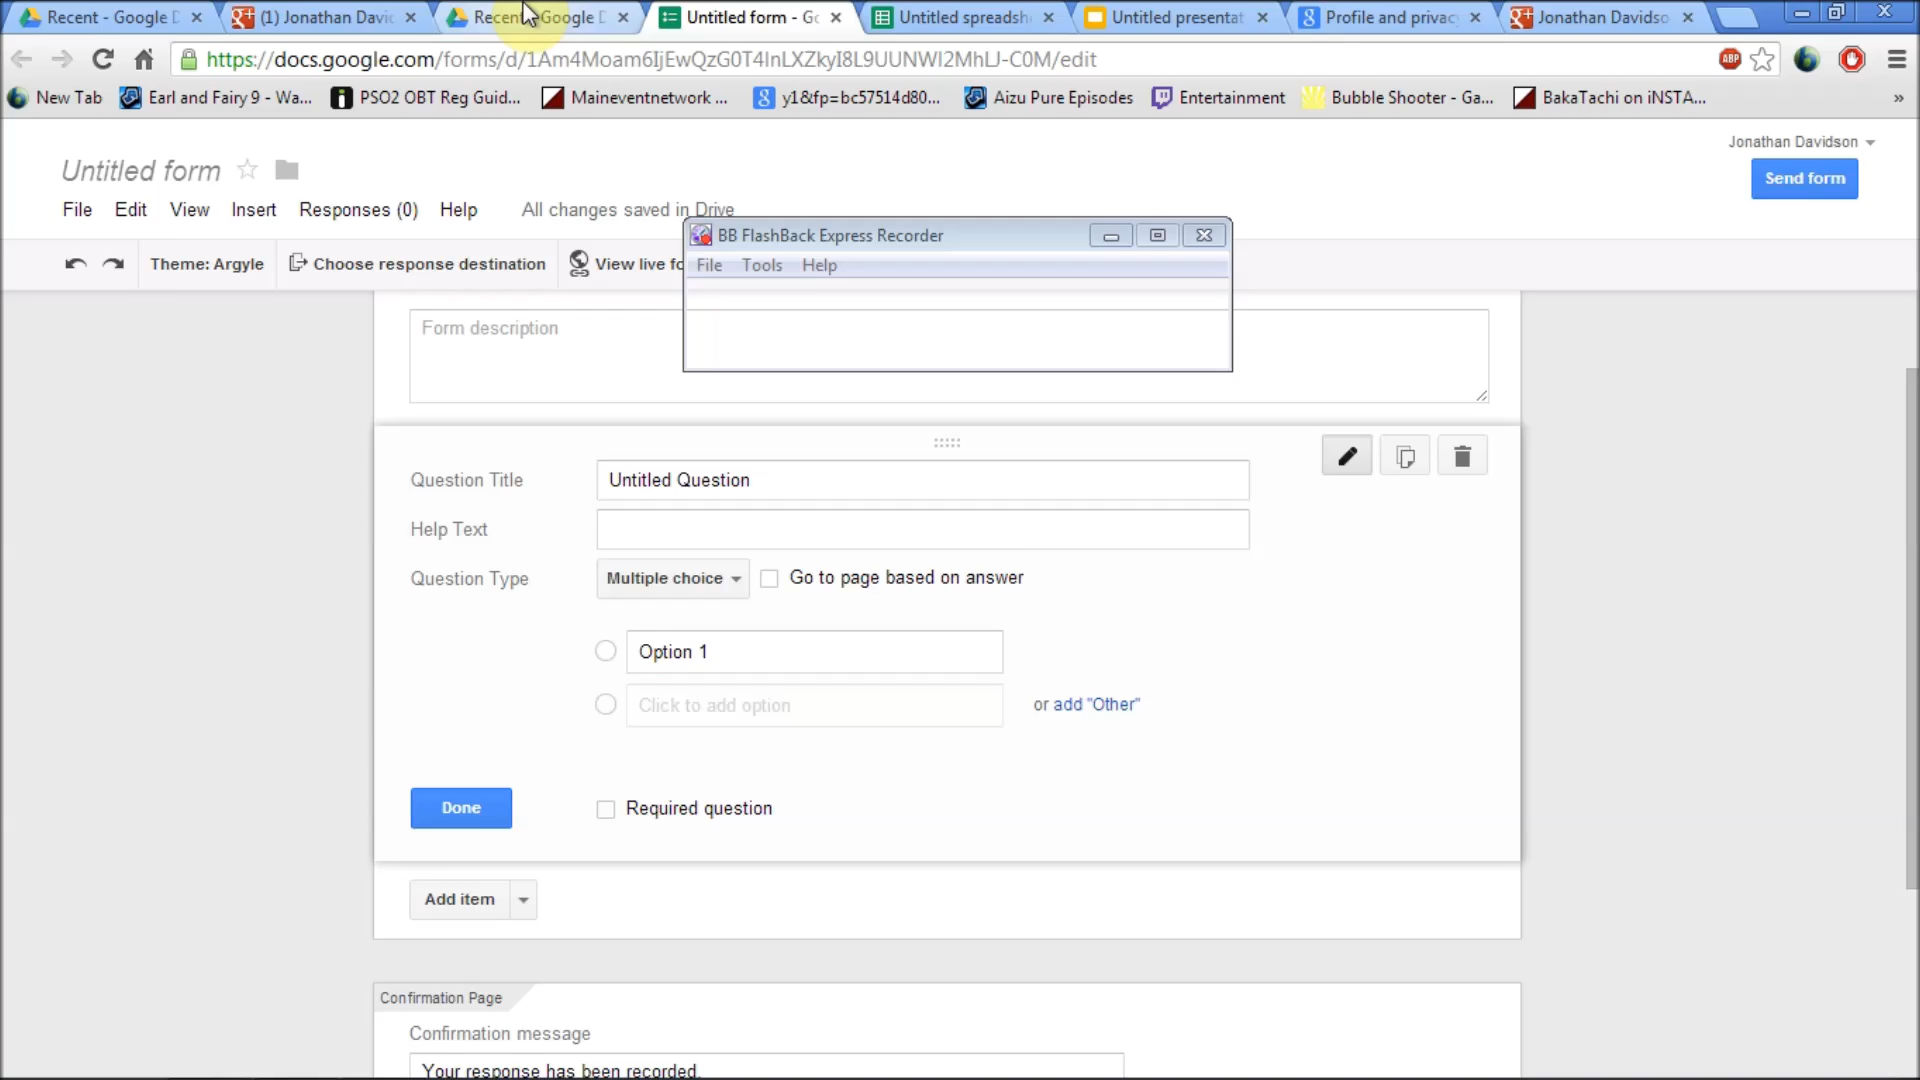 Recent - Google D
(1) Jonathan Davic
Recent - Google D
Untitled form - Go
Untitled spreadsh
Untitled presentat
Profile and privac
Jonathan Davidso
https://docs.google.com/forms/d/1Am4Moam6IjEwQzG0T4InLXZkyI8L9UUNWI2MhLJ-C0M/edit
ABP
New Tab
Earl and Fairy 9 - Wa...
PSO2 OBT Reg Guid...
Maineventnetwork ...
y1&fp=bc57514d80...
Aizu Pure Episodes
Entertainment
Bubble Shooter - Ga...
BakaTachi on iNSTA...
»
Jonathan Davidson
Untitled form
Send form
File Edit View Insert Responses (0) Help All changes saved in Drive
BB FlashBack Express Recorder
File Tools Help
Theme: Argyle
Choose response destination
View live fo
Form description
Question Title
Untitled Question
Help Text
Question Type
Multiple choice
Go to page based on answer
Option 1
Click to add option
or add "Other"
Done
Required question
Add item
Confirmation Page
Confirmation message
Your response has been recorded.